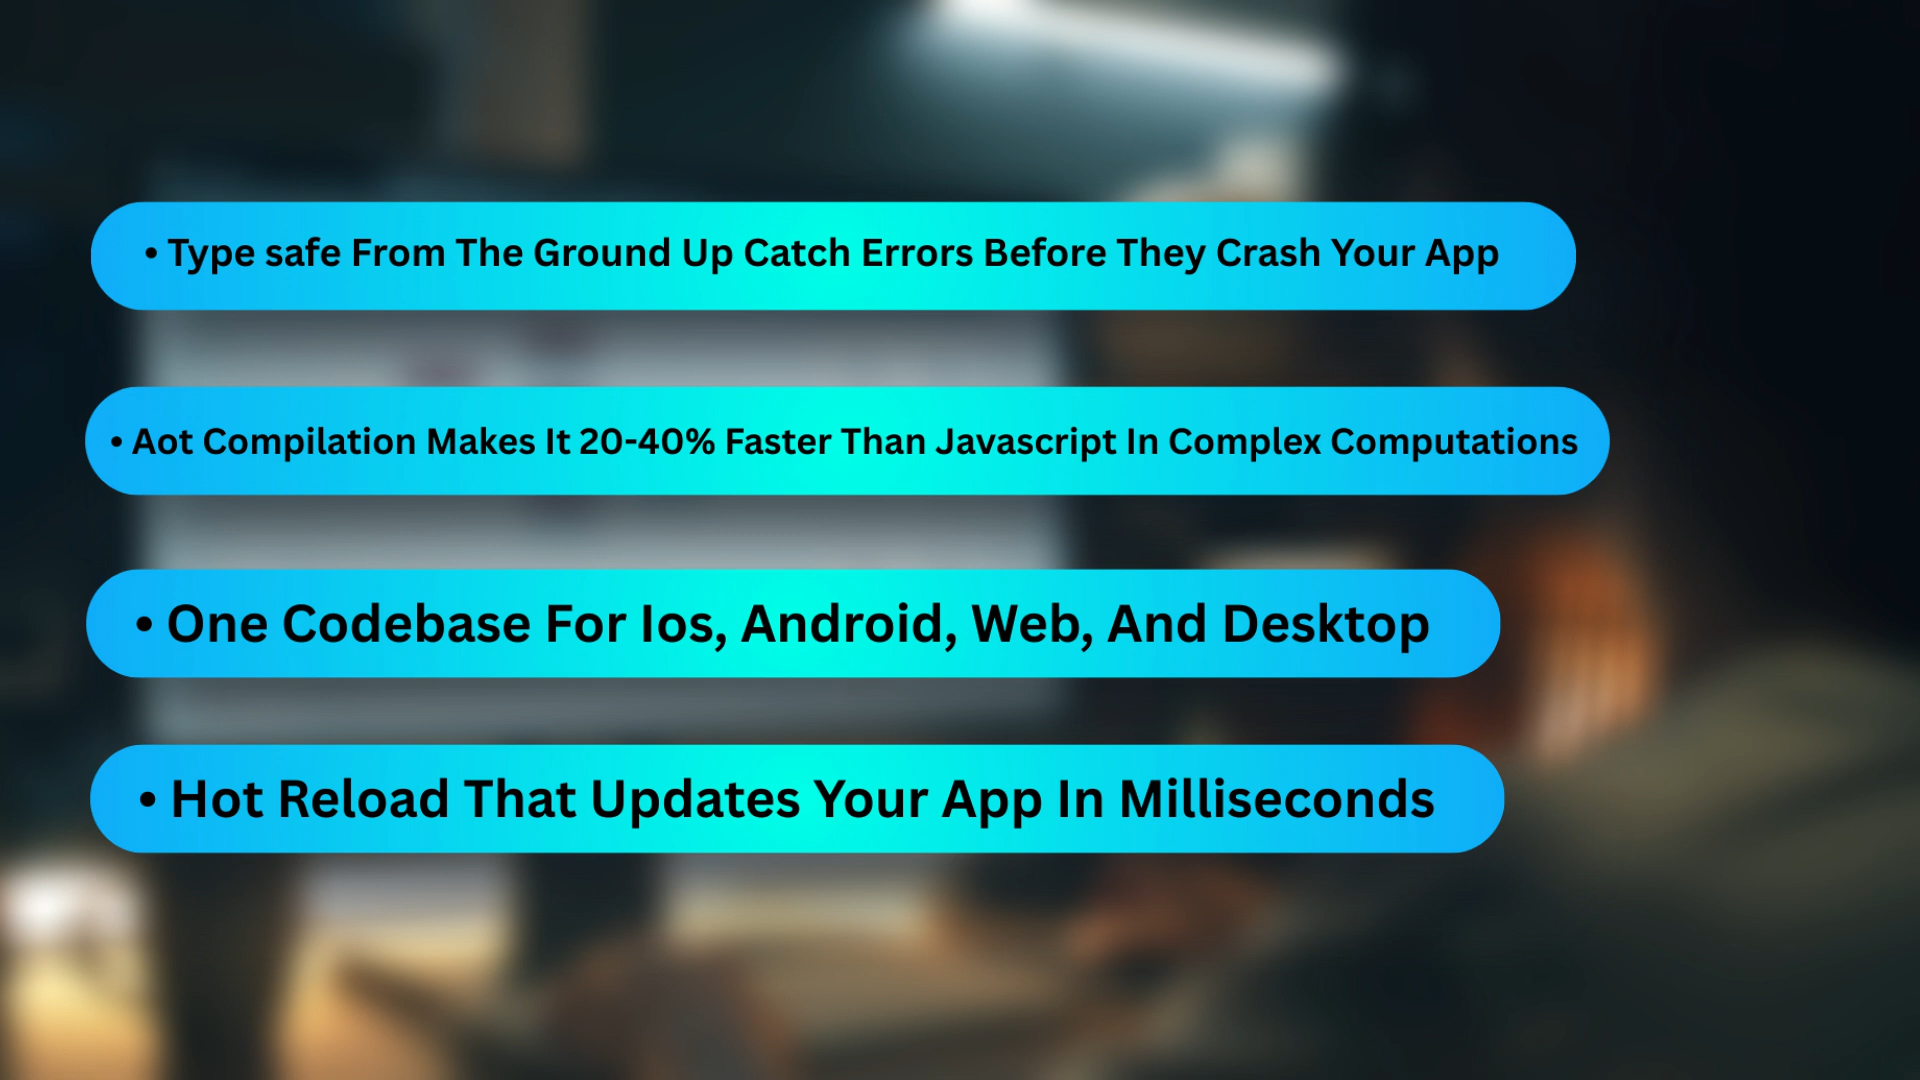 • Type safe From The Ground Up Catch Errors Before They Crash Your App
• Aot Compilation Makes It 20-40% Faster Than Javascript In Complex Computations
• One Codebase For Ios, Android, Web, And Desktop
• Hot Reload That Updates Your App In Milliseconds